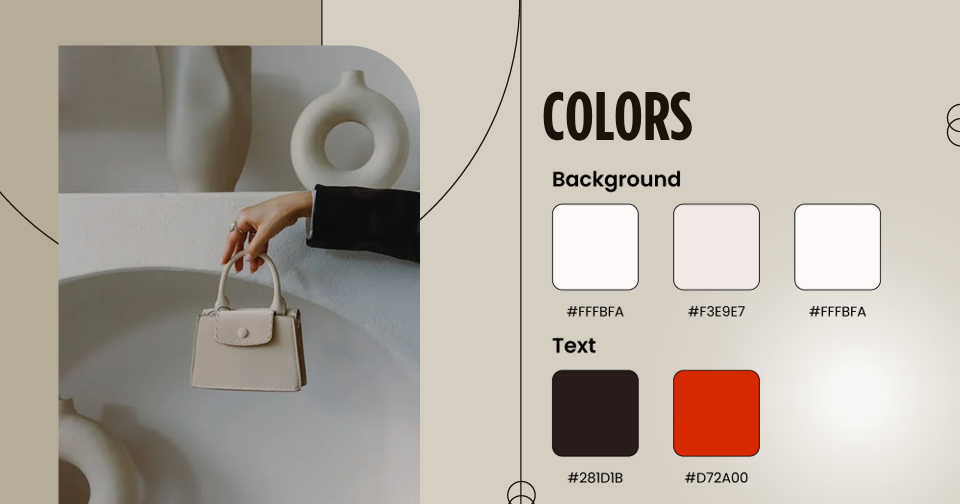 COLORS
Background
#FFFBFA #F3E9E7 #FFFBFA
Text
#281D1B #D72A00